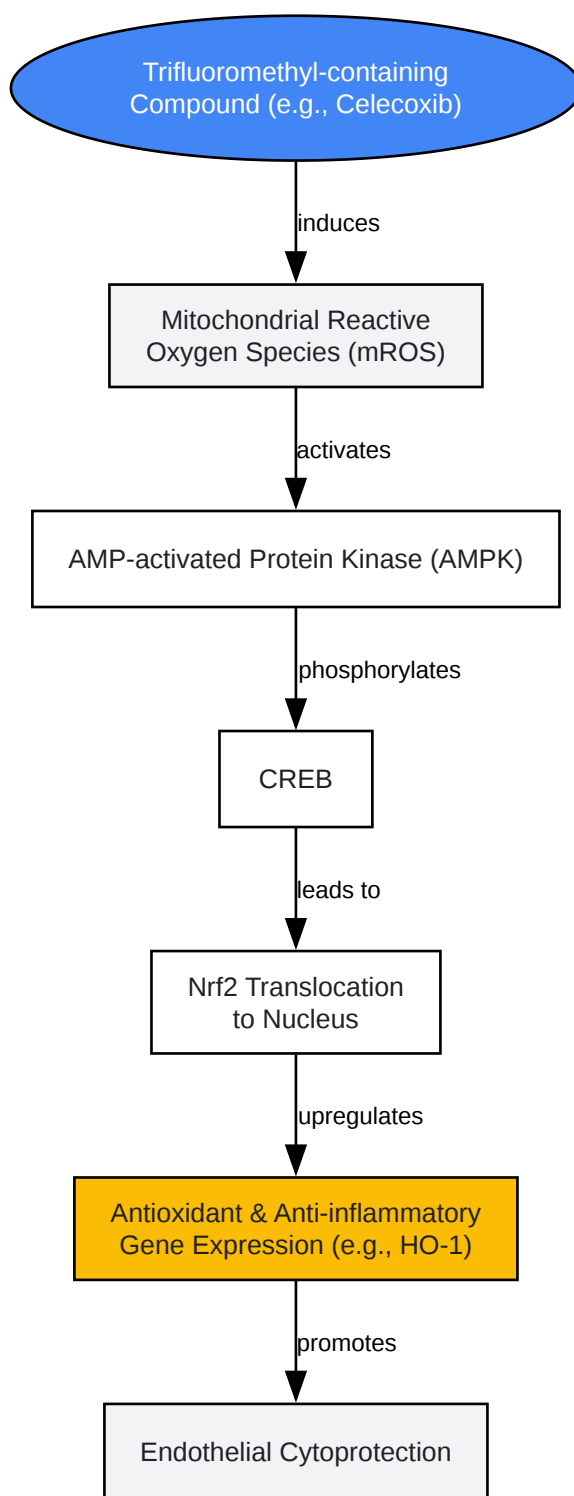 Trifluoromethyl-containing
Compound (e.g., Celecoxib)
induces
Mitochondrial Reactive
Oxygen Species (mROS)
activates
AMP-activated Protein Kinase (AMPK)
phosphorylates
CREB
leads to
Nrf2 Translocation
to Nucleus
upregulates
Antioxidant & Anti-inflammatory
Gene Expression (e.g., HO-1)
promotes
Endothelial Cytoprotection